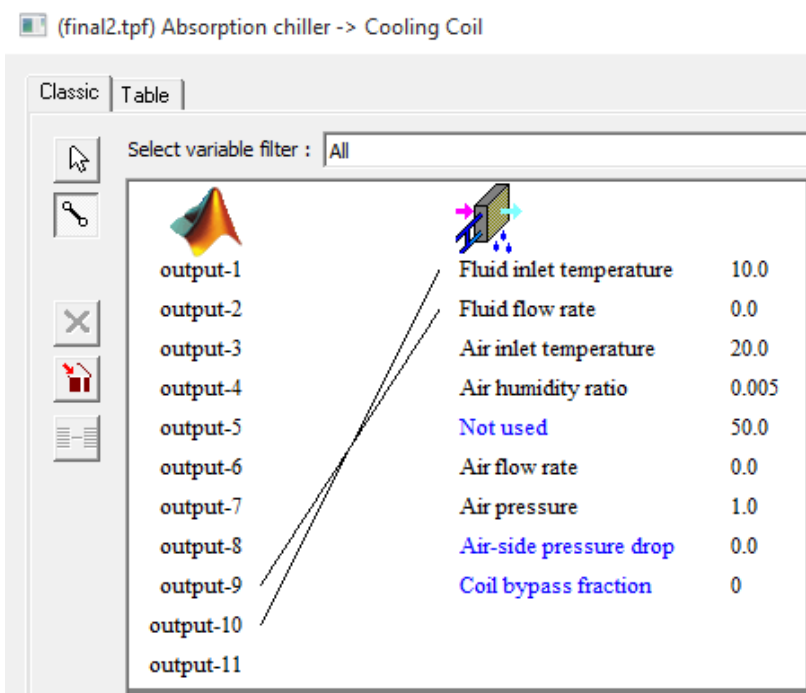 (final2.tpf) Absorption chiller -> Cooling Coil
Classic Table
Select variable filter : All
output-1 Fluid inlet temperature 10.0
output-2 Fluid flow rate 0.0
output-3 Air inlet temperature 20.0
output-4 Air humidity ratio 0.005
output-5 Not used 50.0
output-6 Air flow rate 0.0
output-7 Air pressure 1.0
output-8 Air-side pressure drop 0.0
output-9 Coil bypass fraction 0
output-10
output-11